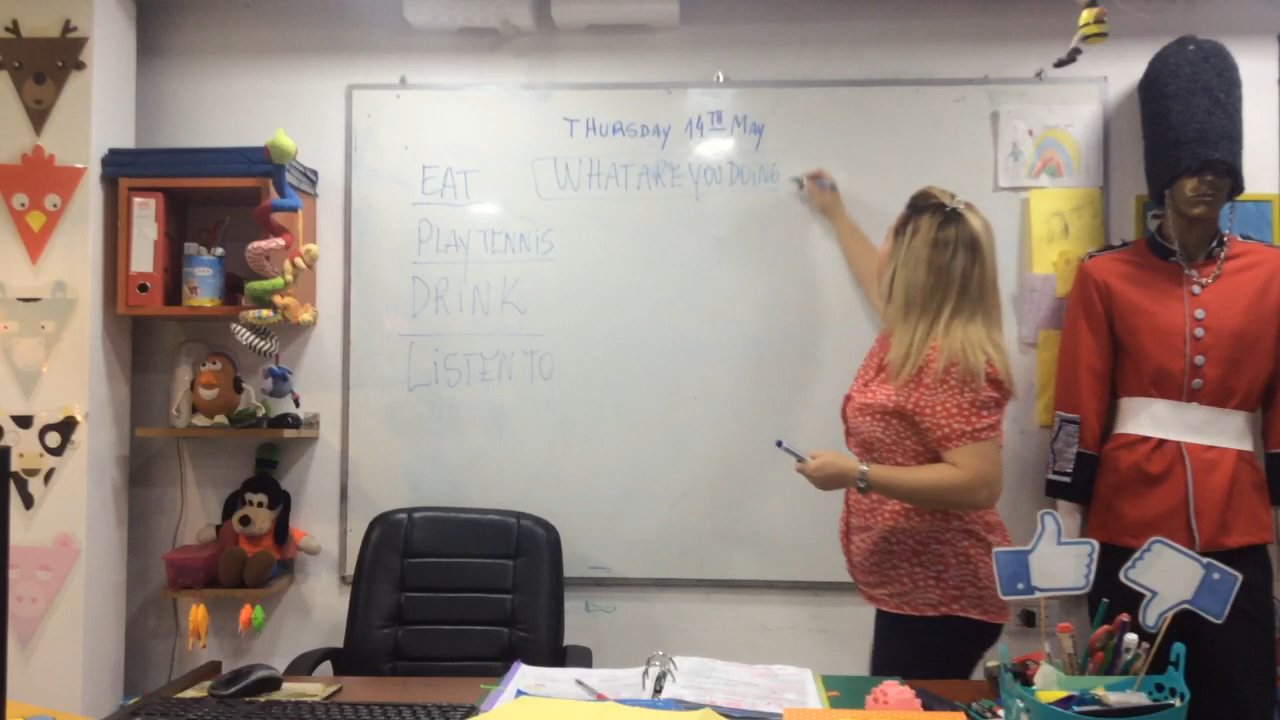 THURSDAY 14TH MAY
WHAT ARE YOU DOING
EAT
PLAY TENNIS
DRINK
LISTEN TO